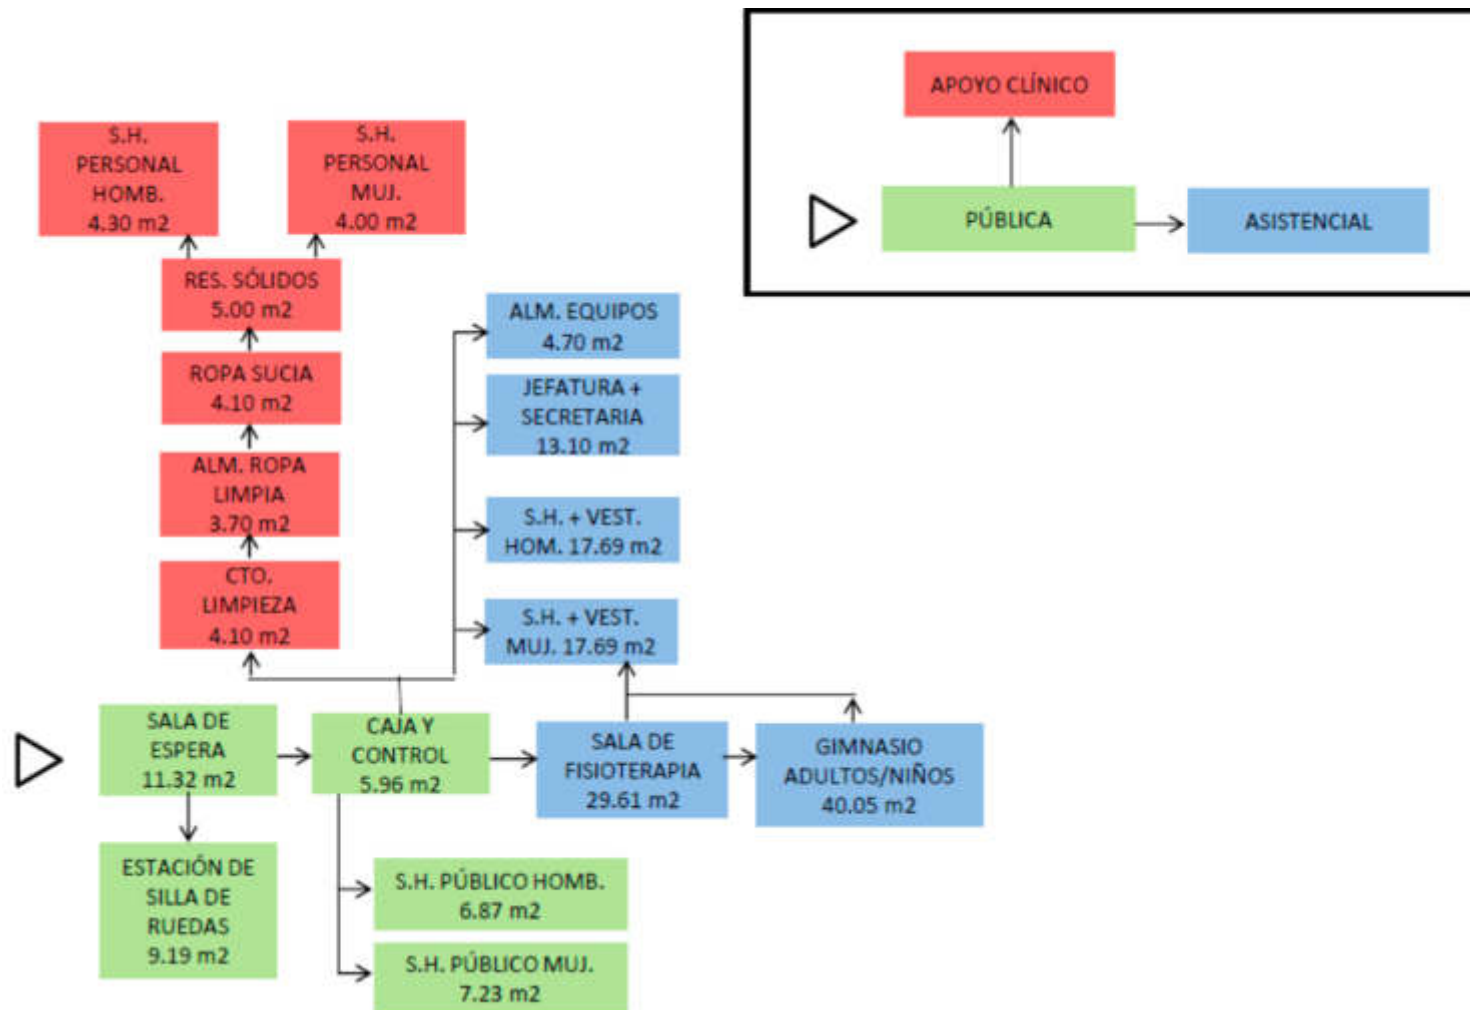 APOYO CLÍNICO
PÚBLICA
ASISTENCIAL
S.H.
PERSONAL
HOMB.
4.30 m2
S.H.
PERSONAL
MUJ.
4.00 m2
RES. SÓLIDOS
5.00 m2
ROPA SUCIA
4.10 m2
ALM. ROPA
LIMPIA
3.70 m2
CTO.
LIMPIEZA
4.10 m2
ALM. EQUIPOS
4.70 m2
JEFATURA +
SECRETARIA
13.10 m2
S.H. + VEST.
HOM. 17.69 m2
S.H. + VEST.
MUJ. 17.69 m2
SALA DE
ESPERA
11.32 m2
CAJA Y
CONTROL
5.96 m2
SALA DE
FISIOTERAPIA
29.61 m2
GIMNASIO
ADULTOS/NIÑOS
40.05 m2
ESTACIÓN DE
SILLA DE
RUEDAS
9.19 m2
S.H. PÚBLICO HOMB.
6.87 m2
S.H. PÚBLICO MUJ.
7.23 m2